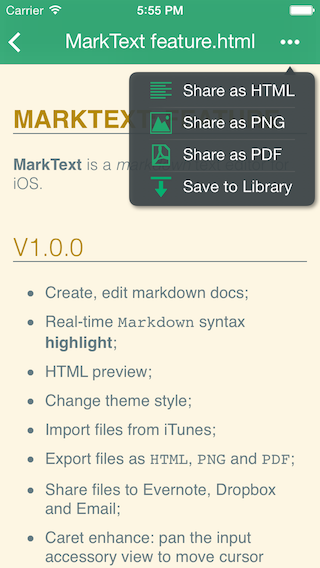 Carrier 5:55 PM
MarkText feature.html
Share as HTML
Share as PNG
Share as PDF
Save to Library
MARKTEXT
MarkText is a
iOS.
V1.0.0
Create, edit markdown docs;
Real-time Markdown syntax
highlight;
HTML preview;
Change theme style;
Import files from iTunes;
Export files as HTML, PNG and PDF;
Share files to Evernote, Dropbox
and Email;
Caret enhance: pan the input
accessory view to move cursor